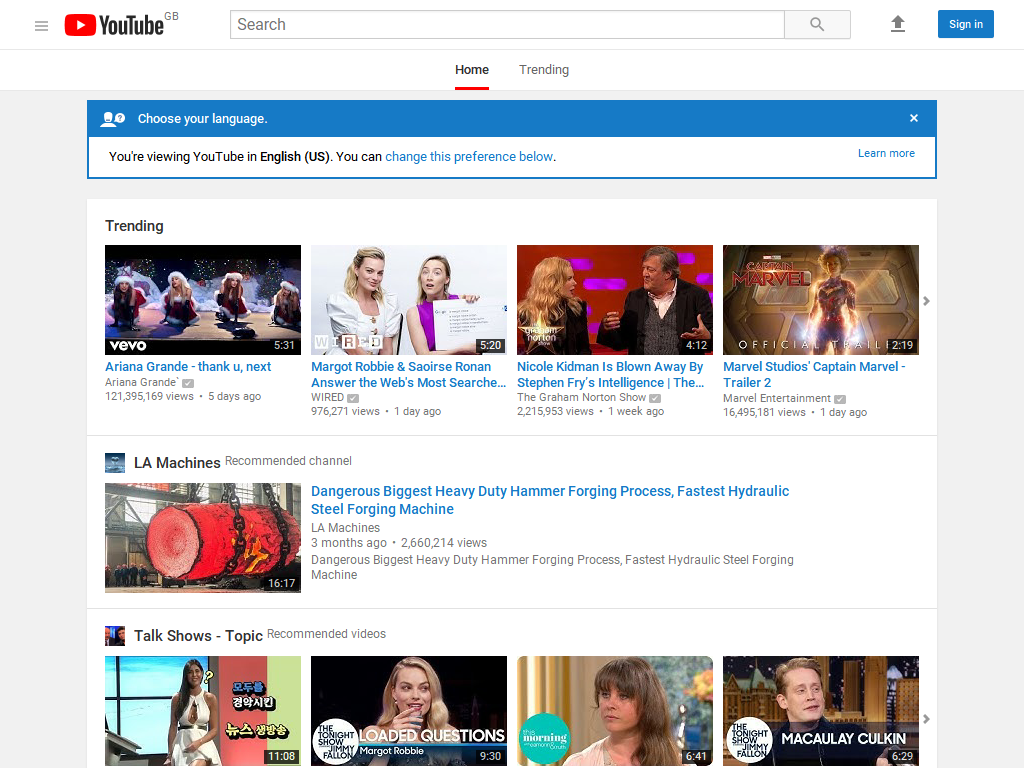 YouTube GB
Search
Sign in
Home
Trending
Choose your language.
×
You're viewing YouTube in English (US). You can change this preference below.
Learn more
Trending
vevo
5:31
WIRED
5:20
the graham norton show
4:12
CAPTAIN MARVEL
OFFICIAL TRAIL
2:19
Ariana Grande - thank u, next
Ariana Grande`
121,395,169 views • 5 days ago
Margot Robbie & Saoirse Ronan
Answer the Web's Most Searche...
WIRED
976,271 views • 1 day ago
Nicole Kidman Is Blown Away By
Stephen Fry’s Intelligence | The...
The Graham Norton Show
2,215,953 views • 1 week ago
Marvel Studios' Captain Marvel -
Trailer 2
Marvel Entertainment
16,495,181 views • 1 day ago
LA Machines Recommended channel
16:17
Dangerous Biggest Heavy Duty Hammer Forging Process, Fastest Hydraulic
Steel Forging Machine
LA Machines
3 months ago • 2,660,214 views
Dangerous Biggest Heavy Duty Hammer Forging Process, Fastest Hydraulic Steel Forging
Machine
Talk Shows - Topic Recommended videos
?
모두를
경악시킨
뉴스 생방송
11:08
THE TONIGHT SHOW JIMMY FALLON
LOADED QUESTIONS
Margot Robbie
9:30
this morning
6:41
THE TONIGHT SHOW JIMMY FALLON
MACAULAY CULKIN
6:29